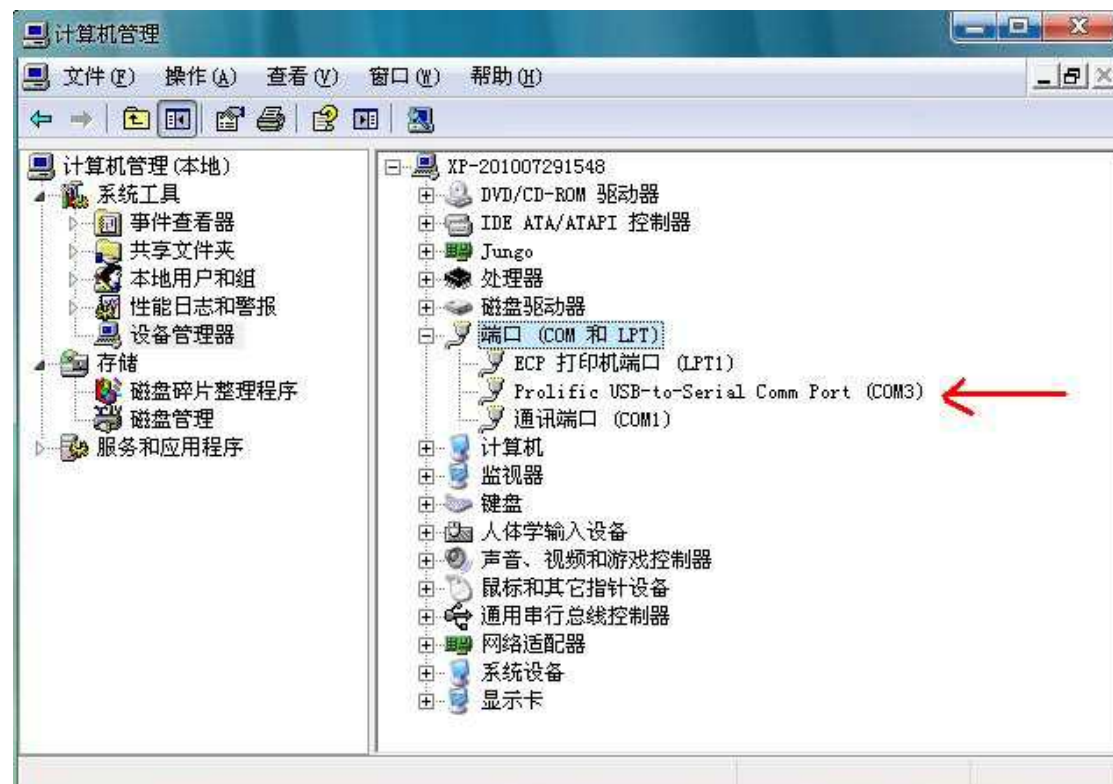 计算机管理
文件(F) 操作(A) 查看(V) 窗口(W) 帮助(H)
计算机管理(本地)
系统工具
事件查看器
共享文件夹
本地用户和组
性能日志和警报
设备管理器
存储
磁盘碎片整理程序
磁盘管理
服务和应用程序
XP-201007291548
DVD/CD-ROM 驱动器
IDE ATA/ATAPI 控制器
Jungo
处理器
磁盘驱动器
端口 (COM 和 LPT)
ECP 打印机端口 (LPT1)
Prolific USB-to-Serial Comm Port (COM3)
通讯端口 (COM1)
计算机
监视器
键盘
人体学输入设备
声音、视频和游戏控制器
鼠标和其它指针设备
通用串行总线控制器
网络适配器
系统设备
显示卡